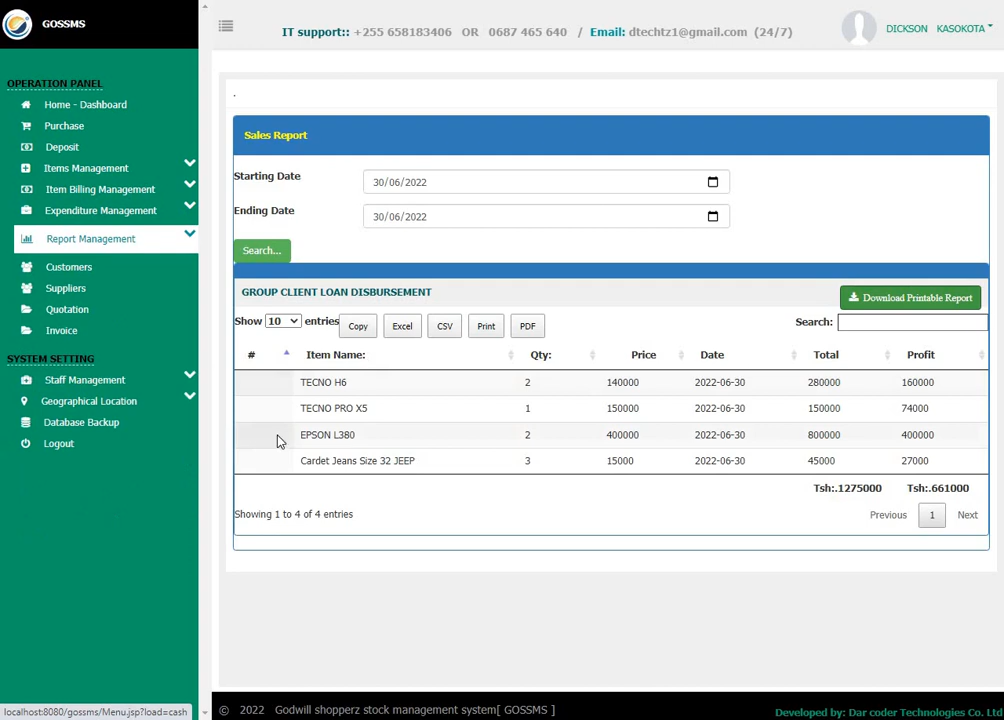 GOSSMS
IT support:: +255 658183406 OR 0687 465 640 / Email: dtechtz1@gmail.com (24/7)
DICKSON KASOKOTA
OPERATION PANEL
Home - Dashboard
Purchase
Deposit
Items Management
Item Billing Management
Expenditure Management
Report Management
Customers
Suppliers
Quotation
Invoice
SYSTEM SETTING
Staff Management
Geographical Location
Database Backup
Logout
localhost:8080/gossms/Menu.jsp?load=cash
.
Sales Report
Starting Date 30/06/2022
Ending Date 30/06/2022
Search...
GROUP CLIENT LOAN DISBURSEMENT
Download Printable Report
Show 10 entries Copy Excel CSV Print PDF Search:
# Item Name: Qty: Price Date Total Profit
TECNO H6 2 140000 2022-06-30 280000 160000
TECNO PRO X5 1 150000 2022-06-30 150000 74000
EPSON L380 2 400000 2022-06-30 800000 400000
Cardet Jeans Size 32 JEEP 3 15000 2022-06-30 45000 27000
Tsh:.1275000 Tsh:.661000
Showing 1 to 4 of 4 entries
Previous 1 Next
© 2022 Godwill shopperz stock management system[ GOSSMS ]
Developed by: Dar coder Technologies Co. Ltd